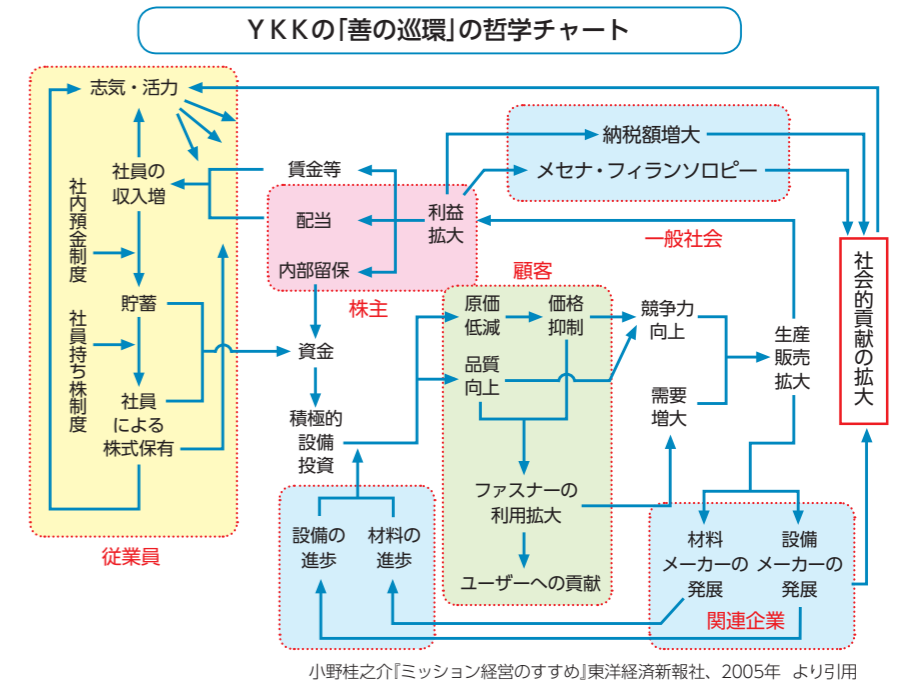 YKKの「善の巡環」の哲学チャート
志気・活力
社員の
収入増
社内預金制度
貯蓄
社員持ち株制度
社員
による
株式保有
従業員
賃金等
配当
内部留保
利益
拡大
株主
資金
積極的
設備
投資
設備の
進歩
材料の
進歩
納税額増大
メセナ・フィランソロピー
一般社会
顧客
原価
低減
価格
抑制
品質
向上
ファスナーの
利用拡大
ユーザーへの貢献
競争力
向上
需要
増大
生産
販売
拡大
社会的貢献の拡大
材料
メーカーの
発展
設備
メーカーの
発展
関連企業
小野桂之介『ミッション経営のすすめ』東洋経済新報社、2005年 より引用